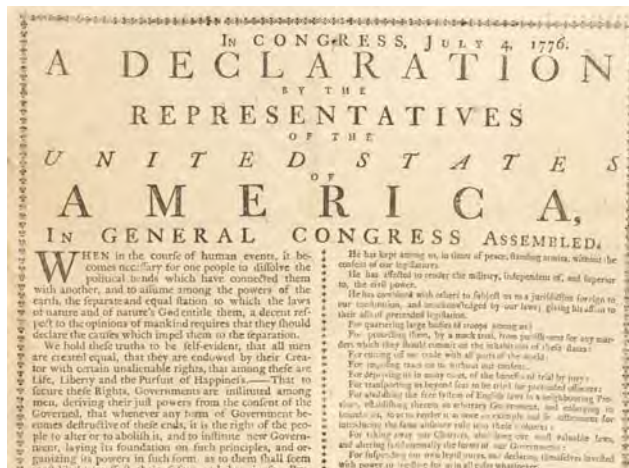 IN CONGRESS, JULY 4, 1776.
A DECLARATION
BY THE
REPRESENTATIVES
OF THE
UNITED STATES
OF
AMERICA,
IN GENERAL CONGRESS ASSEMBLED.
WHEN in the courſe of human events, it be-
comes neceſſary for one people to diſſolve the
political bands which have connected them
with another, and to aſſume among the powers of the
earth, the ſeparate and equal ſtation to which the laws
of nature and of nature's God entitle them, a decent reſ-
pect to the opinions of mankind requires that they ſhould
declare the cauſes which impel them to the ſeparation.
We hold theſe truths to be ſelf-evident, that all men
are created equal, that they are endowed by their Crea-
tor with certain unalienable rights, that among theſe are
Life, Liberty and the Purſuit of Happineſs.——That to
ſecure theſe Rights, Governments are inſtituted among
men, deriving their juſt powers from the conſent of the
Governed, that whenever any form of Government be-
comes deſtructive of theſe ends, it is the right of the peo-
ple to alter or to aboliſh it, and to inſtitute new Govern-
ment, laying its foundation on ſuch principles, and or-
ganizing its powers in ſuch form, as to them ſhall ſeem
He has kept among us, in times of peace, ſtanding armies, without the
conſent of our legiſlatures.
He has affected to render the military, independent of, and ſuperior
to, the civil power.
He has combined with others to ſubject us to a juriſdiction foreign to
our conſtitution, and unacknowledged by our laws; giving his aſſent to
their acts of pretended legiſlation.
For quartering large bodies of troops among us:
For protecting them, by a mock trial, from puniſhment for any mur-
ders which they ſhould commit on the inhabitants of theſe ſtates:
For cutting off our trade with all parts of the world:
For impoſing taxes on us without our conſent:
For depriving us in many caſes, of the benefits of trial by jury:
For tranſporting us beyond ſeas to be tried for pretended offences:
For aboliſhing the free ſyſtem of Engliſh laws in a neighbouring Pro-
vince, eſtabliſhing therein an arbitrary Government, and enlarging its
boundaries, ſo as to render it at once an example and fit inſtrument for
introducing the ſame abſolute rule into theſe colonies:
For taking away our Charters, aboliſhing our moſt valuable laws,
and altering fundamentally the forms of our Governments:
For ſuſpending our own legiſlatures, and declaring themſelves inveſted
with power to legiſlate for us in all caſes whatſoever.